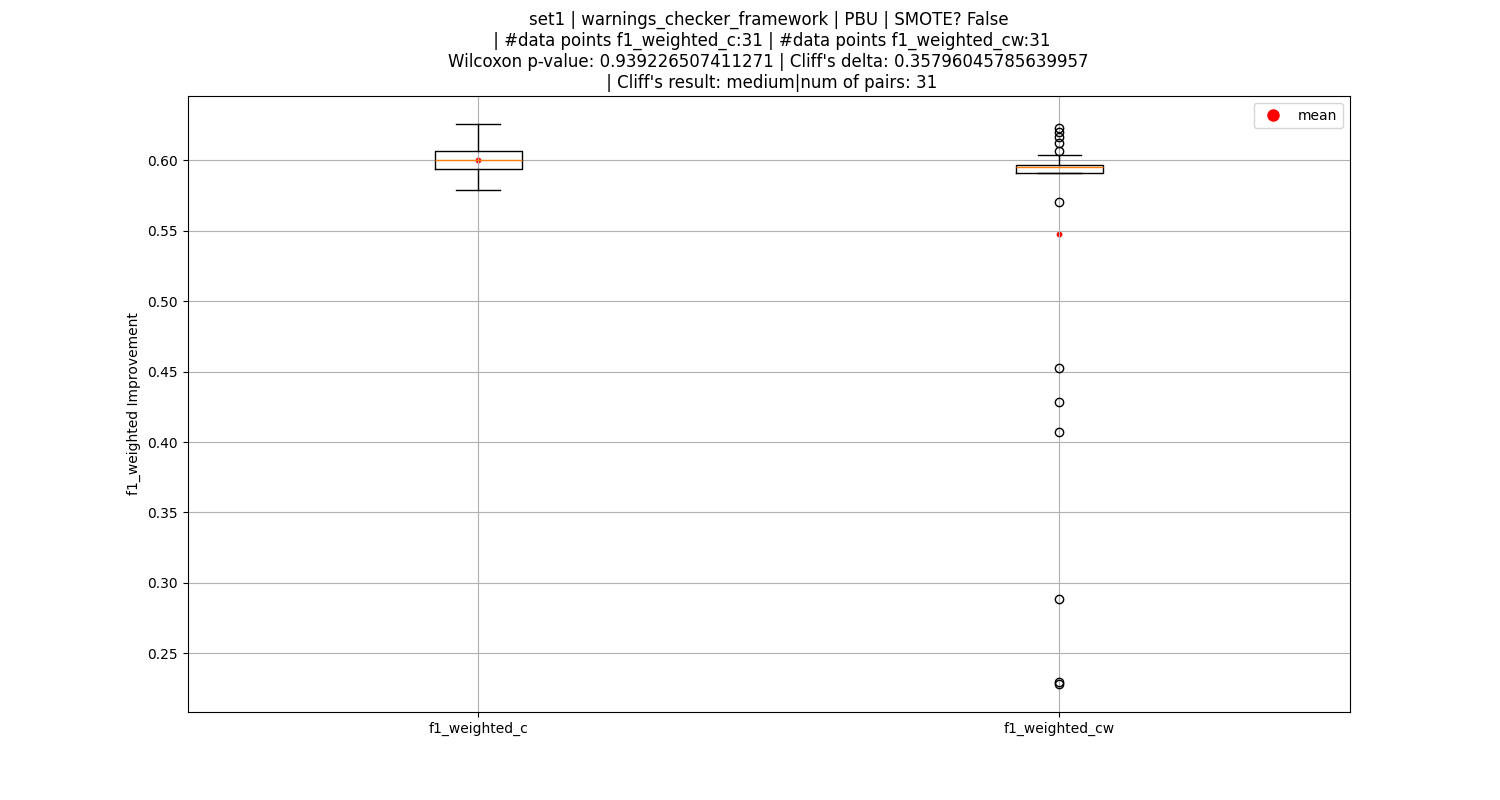 set1 | warnings_checker_framework | PBU | SMOTE? False
| #data points f1_weighted_c:31 | #data points f1_weighted_cw:31
Wilcoxon p-value: 0.939226507411271 | Cliff's delta: 0.35796045785639957
| Cliff's result: medium|num of pairs: 31
mean
0.60
0.55
0.50
0.45
0.40
0.35
0.30
0.25
f1_weighted Improvement
f1_weighted_c
f1_weighted_cw